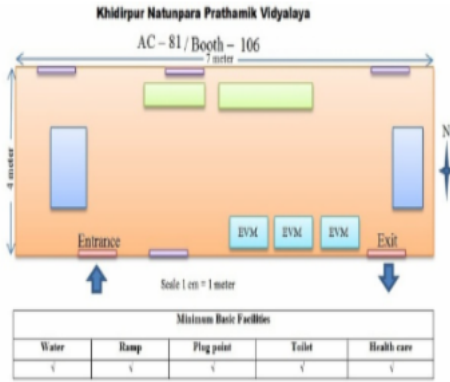 Khidirpur Natunpara Prathamik Vidyalaya
AC – 81/Booth – 106
7 meter
4 meter
N
EVM EVM EVM
Entrance Exit
Scale 1 cm = 1 meter
Minimum Basic Facilities
Water Ramp Plug point Toilet Health care
√ √ √ √ √